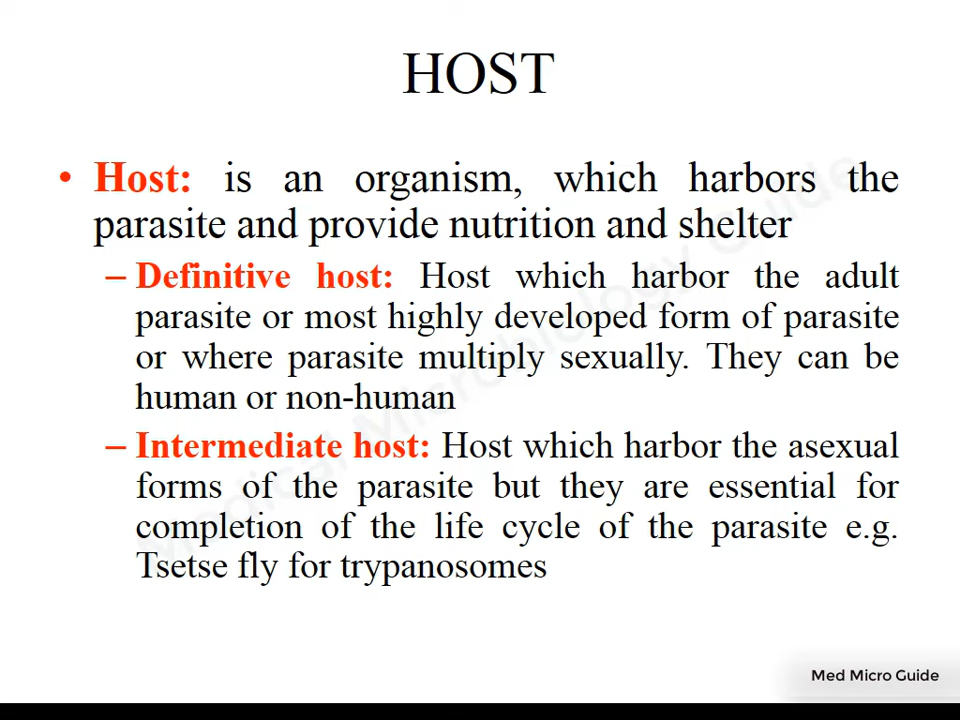 HOST
• Host: is an organism, which harbors the
parasite and provide nutrition and shelter
– Definitive host: Host which harbor the adult
parasite or most highly developed form of parasite
or where parasite multiply sexually. They can be
human or non-human
– Intermediate host: Host which harbor the asexual
forms of the parasite but they are essential for
completion of the life cycle of the parasite e.g.
Tsetse fly for trypanosomes
Medical Microbiology Guide
Med Micro Guide